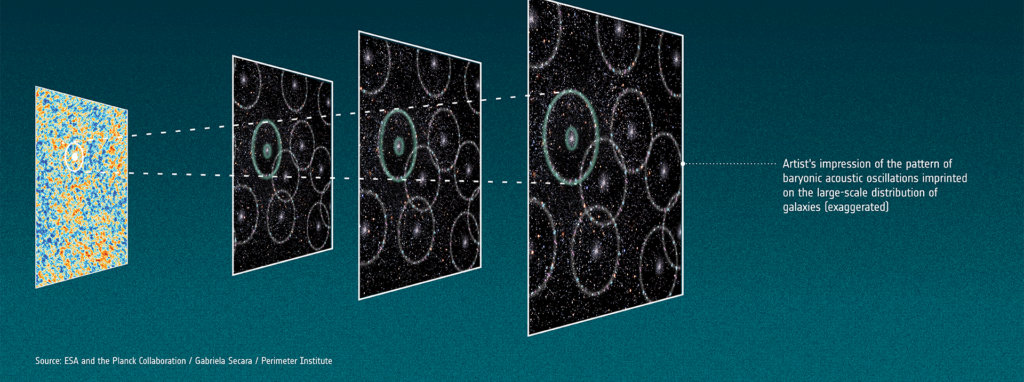 Artist's impression of the pattern of
baryonic acoustic oscillations imprinted
on the large-scale distribution of
galaxies (exaggerated)
Source: ESA and the Planck Collaboration / Gabriela Secara / Perimeter Institute